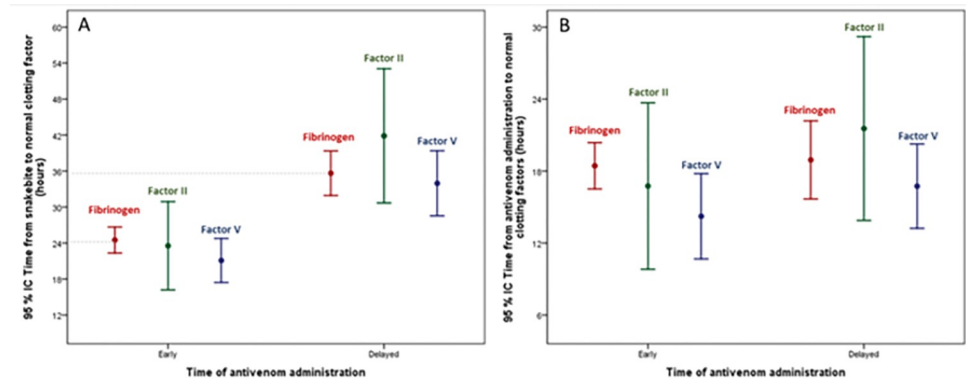 A
95 % IC Time from snakebite to normal clotting factor
(hours)
60
54
48
42
36
30
24
18
12
Fibrinogen
Factor II
Factor V
Fibrinogen
Factor II
Factor V
Early
Delayed
Time of antivenom administration
B
95 % IC Time from antivenom administration to normal
clotting factors (hours)
30
24
18
12
6
Fibrinogen
Factor II
Factor V
Fibrinogen
Factor II
Factor V
Early
Delayed
Time of antivenom administration